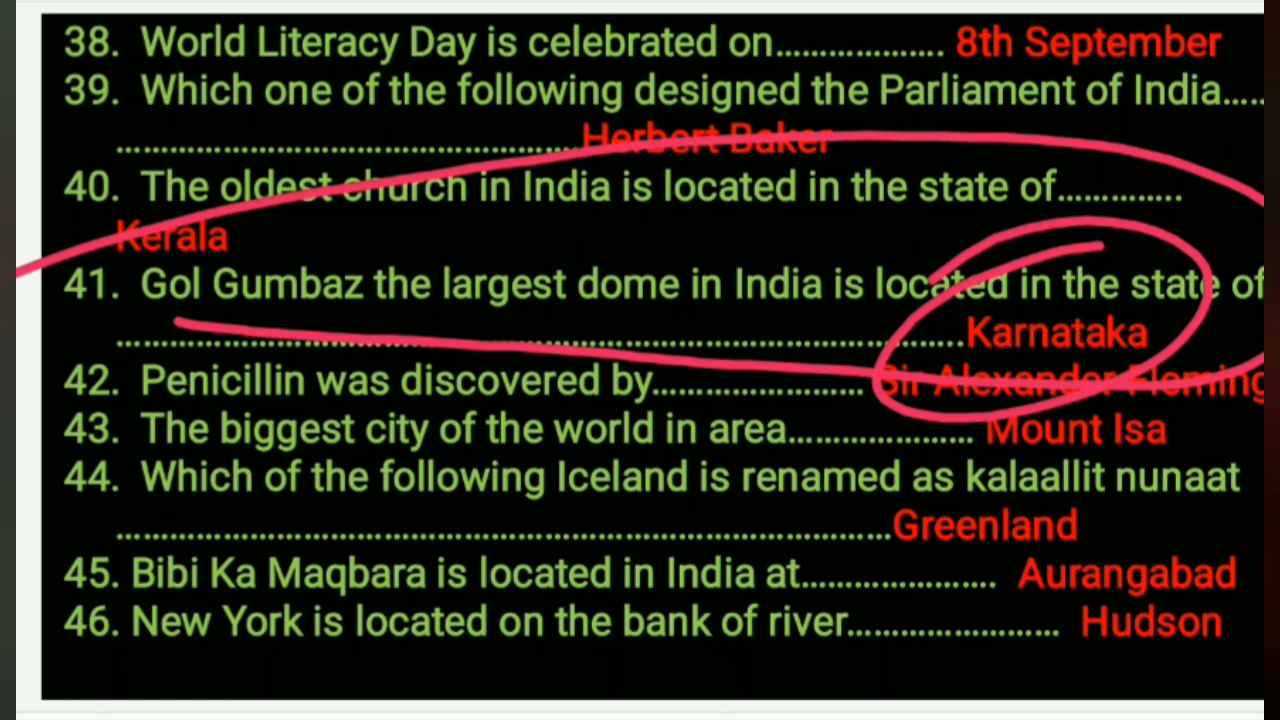 38. World Literacy Day is celebrated on.................. 8th September
39. Which one of the following designed the Parliament of India.....
....................................................Herbert Baker
40. The oldest church in India is located in the state of..............
Kerala
41. Gol Gumbaz the largest dome in India is located in the state of
................................................................................................Karnataka
42. Penicillin was discovered by........................ Sir Alexander Fleming
43. The biggest city of the world in area..................... Mount Isa
44. Which of the following Iceland is renamed as kalaallit nunaat
.......................................................................................Greenland
45. Bibi Ka Maqbara is located in India at...................... Aurangabad
46. New York is located on the bank of river........................ Hudson